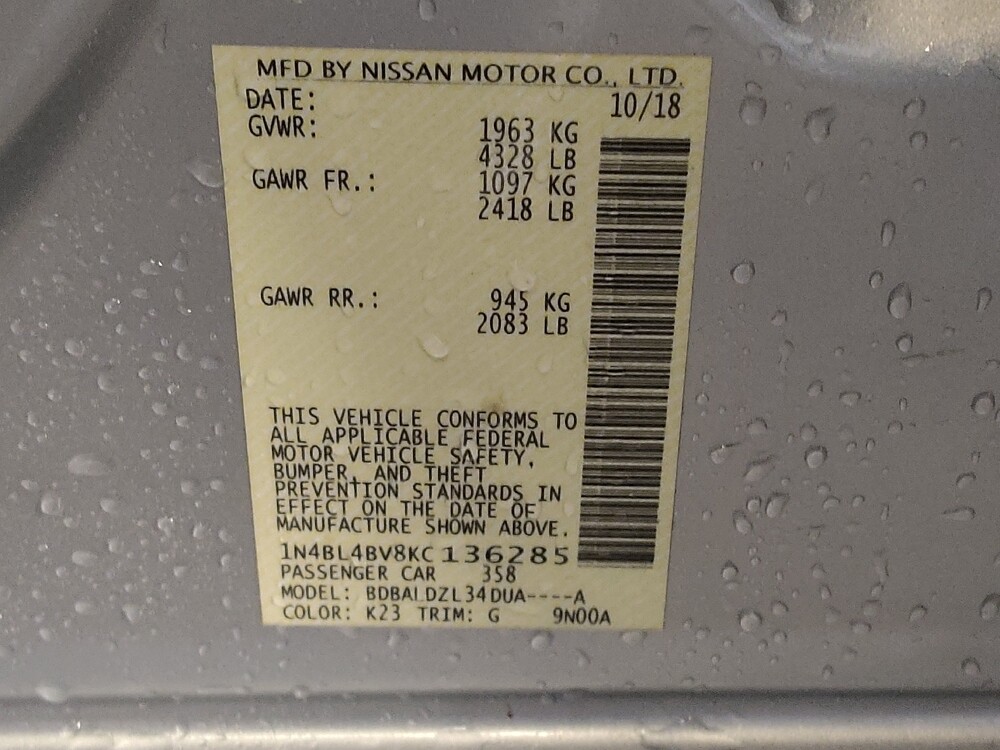 MFD BY NISSAN MOTOR CO., LTD.
DATE: 10/18
GVWR: 1963 KG
4328 LB
GAWR FR.: 1097 KG
2418 LB
GAWR RR.: 945 KG
2083 LB
THIS VEHICLE CONFORMS TO
ALL APPLICABLE FEDERAL
MOTOR VEHICLE SAFETY,
BUMPER, AND THEFT
PREVENTION STANDARDS IN
EFFECT ON THE DATE OF
MANUFACTURE SHOWN ABOVE.
1N4BL4BV8KC136285
PASSENGER CAR 358
MODEL: BDBALDZL34DUA----A
COLOR: K23 TRIM: G 9N00A